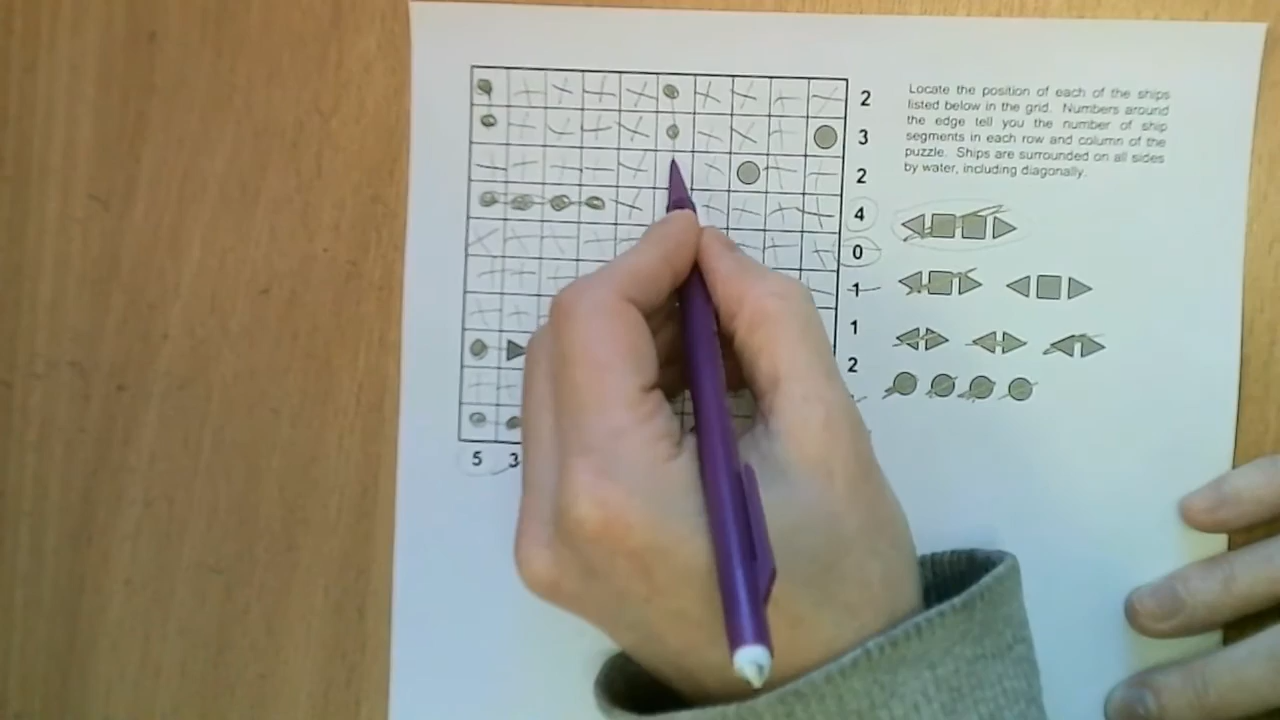 Locate the position of each of the ships
2
listed below in the grid. Numbers around
the edge tell you the number of ship
3
segments in each row and column of the
puzzle. Ships are surrounded on all sides
2
by water, including diagonally.
4
0
1
1
2
5 3